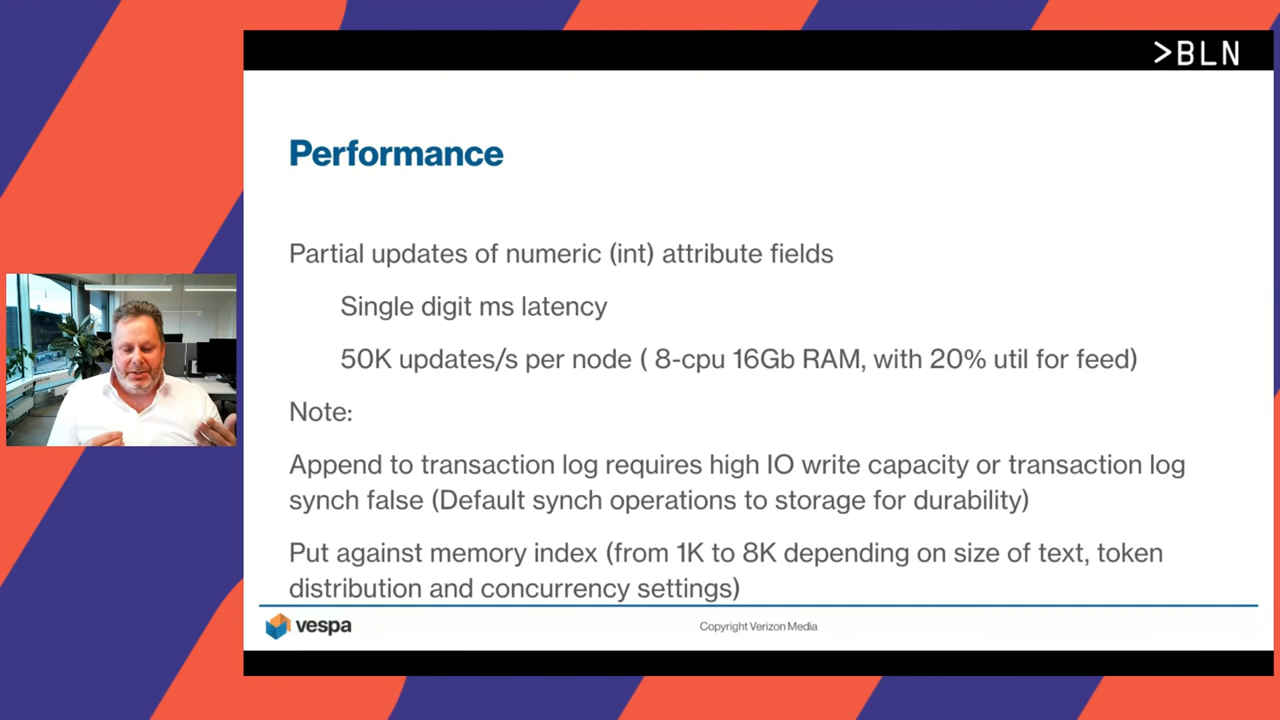 >BLN
Performance
Partial updates of numeric (int) attribute fields
Single digit ms latency
50K updates/s per node ( 8-cpu 16Gb RAM, with 20% util for feed)
Note:
Append to transaction log requires high IO write capacity or transaction log
synch false (Default synch operations to storage for durability)
Put against memory index (from 1K to 8K depending on size of text, token
distribution and concurrency settings)
vespa
Copyright Verizon Media